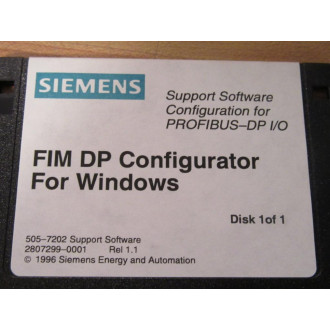 SIEMENS
Support Software
Configuration for
PROFIBUS–DP I/O
FIM DP Configurator
For Windows
Disk 1of 1
505–7202 Support Software
2807299–0001 Rel 1.1
© 1996 Siemens Energy and Automation